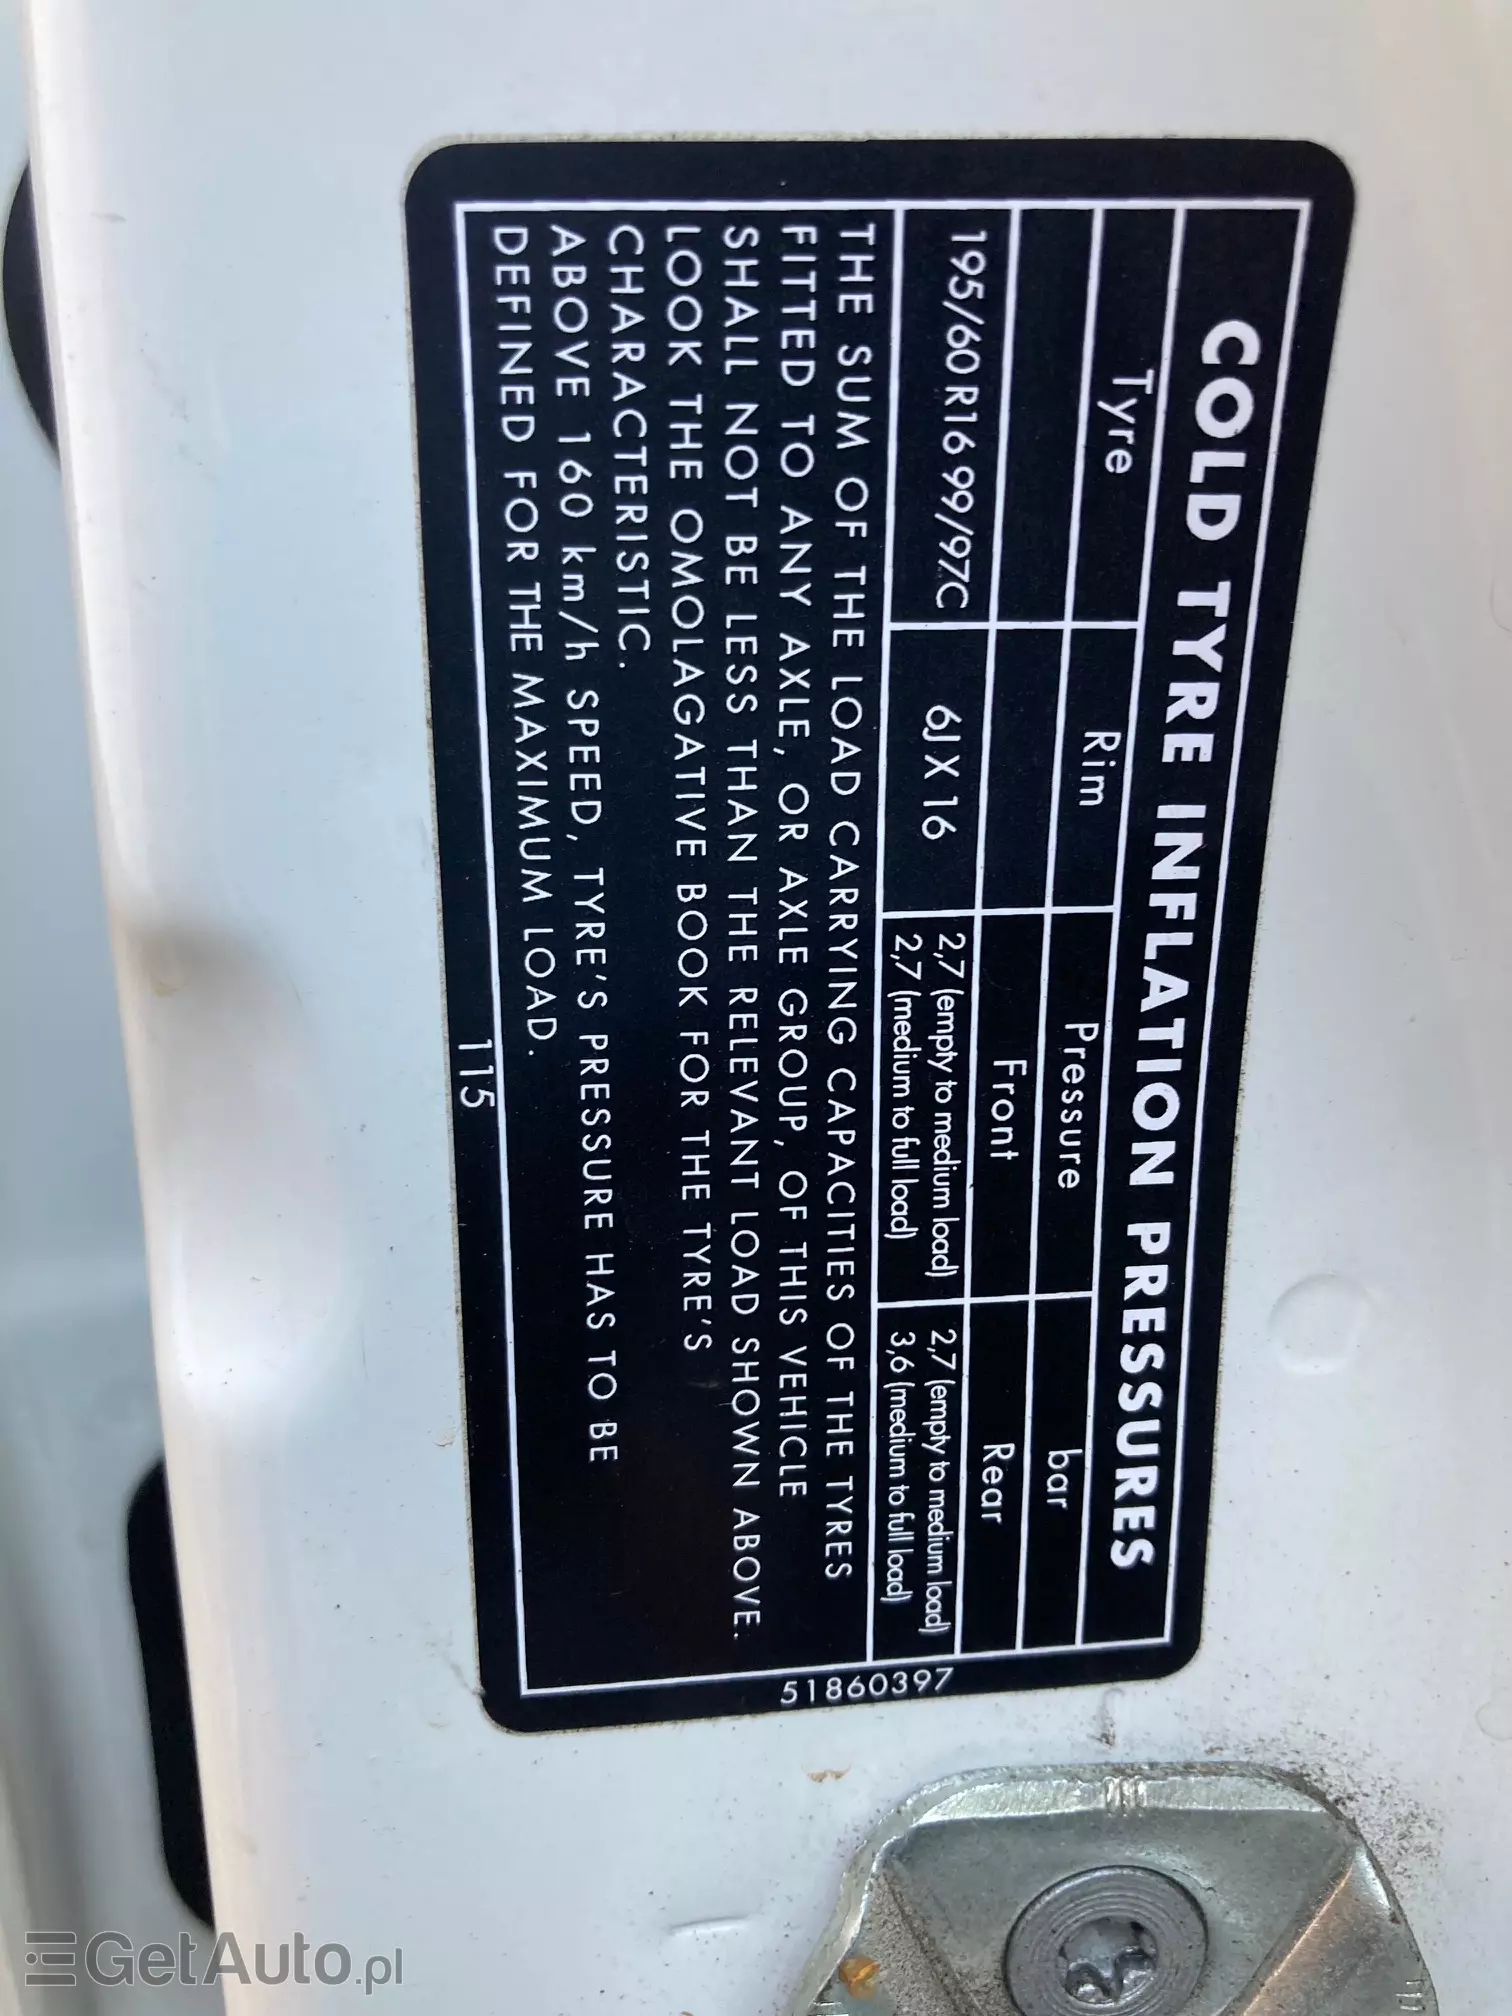 COLD TYRE INFLATION PRESSURES
Tyre Rim Pressure bar
Front Rear
195/60 R16 99/97C 6J X 16 2,7 (empty to medium load) 2,7 (empty to medium load)
2,7 (medium to full load) 3,6 (medium to full load)
THE SUM OF THE LOAD CARRYING CAPACITIES OF THE TYRES
FITTED TO ANY AXLE, OR AXLE GROUP, OF THIS VEHICLE
SHALL NOT BE LESS THAN THE RELEVANT LOAD SHOWN ABOVE.
LOOK THE OMOLAGATIVE BOOK FOR THE TYRE'S
CHARACTERISTIC.
ABOVE 160 km/h SPEED, TYRE'S PRESSURE HAS TO BE
DEFINED FOR THE MAXIMUM LOAD.
115
51860397
GetAuto.pl